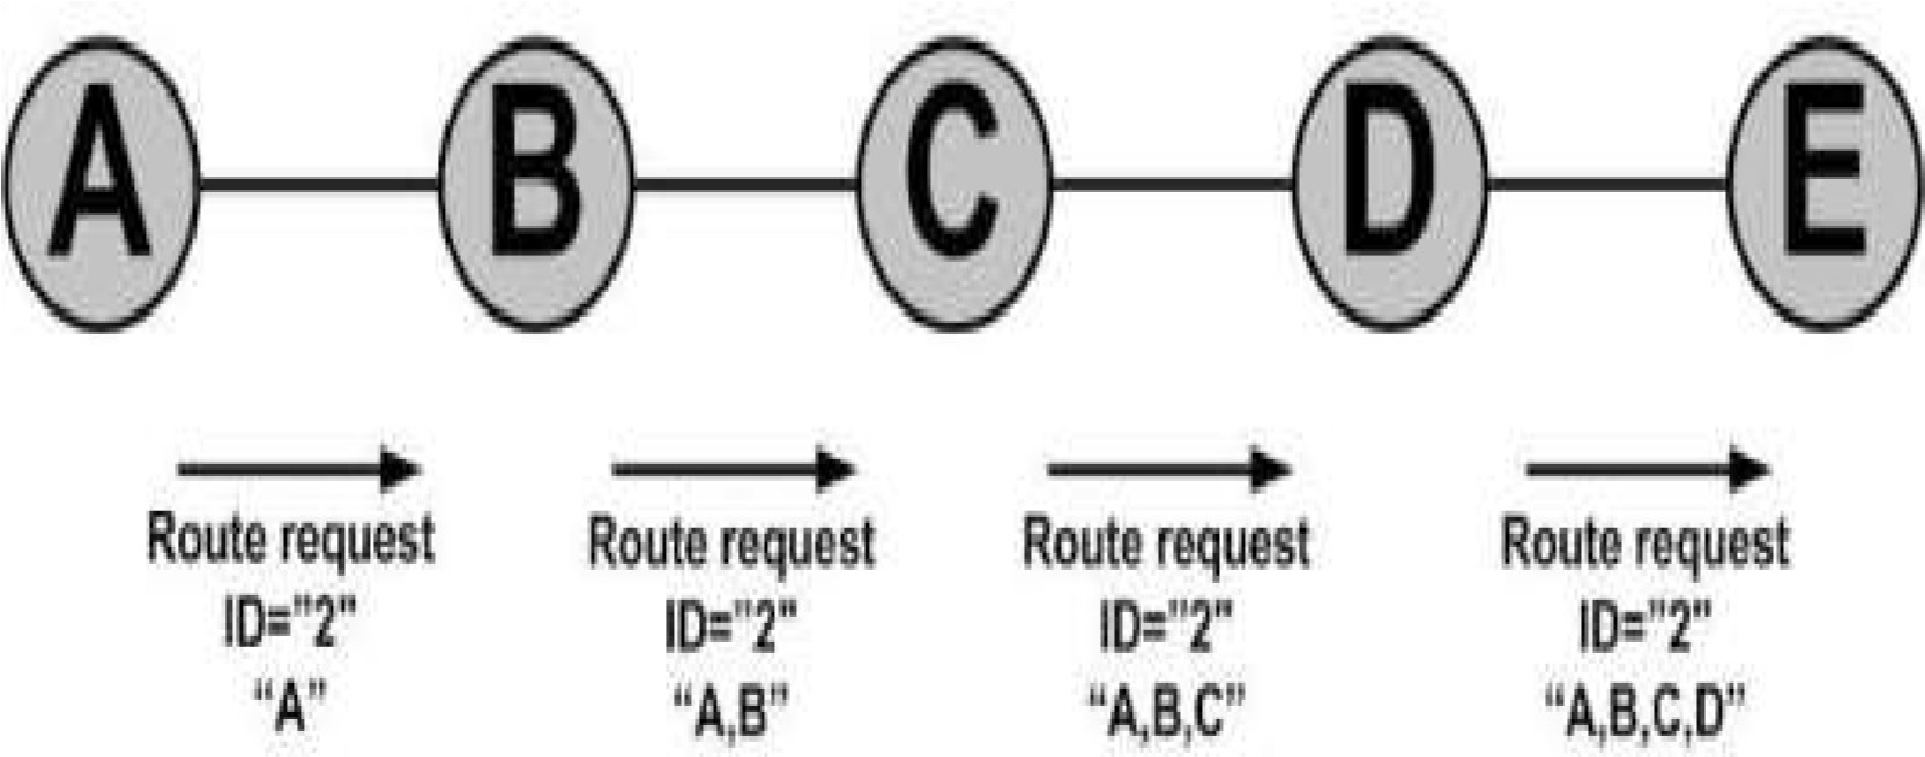 A B C D E
Route request Route request Route request Route request
ID="2" ID="2" ID="2" ID="2"
“A” “A,B” “A,B,C” “A,B,C,D”